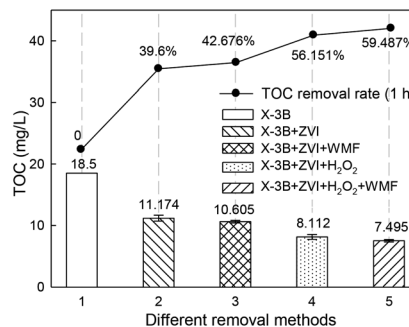 40
30
20
10
0
TOC (mg/L)
0
39.6%
42.676%
56.151%
59.487%
TOC removal rate (1 h
X-3B
X-3B+ZVI
X-3B+ZVI+WMF
X-3B+ZVI+H₂O₂
X-3B+ZVI+H₂O₂+WMF
18.5
11.174
10.605
8.112
7.495
1 2 3 4 5
Different removal methods